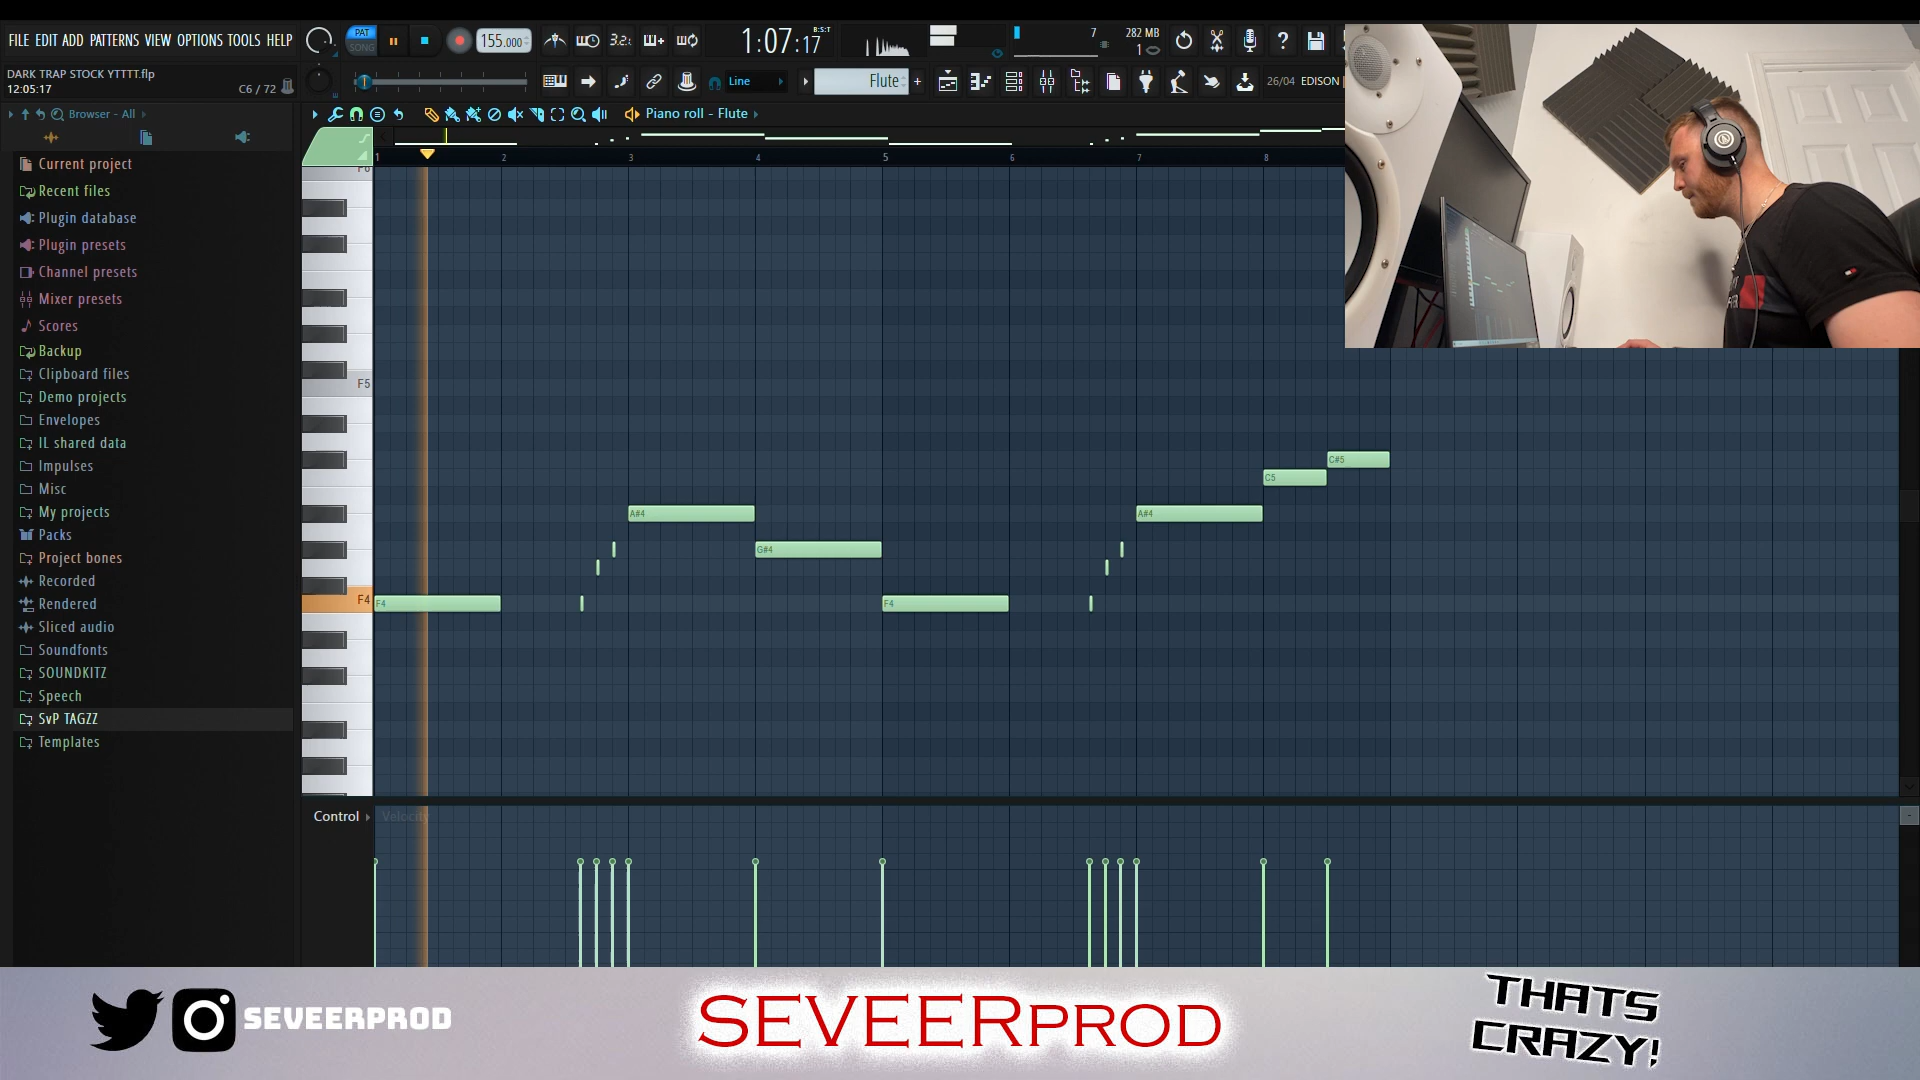 FILE EDIT ADD PATTERNS VIEW OPTIONS TOOLS HELP
PAT
SONG
155.000
3.2.
1:07:17
B:S:T
7
282 MB
1
DARK TRAP STOCK YTTTT.flp
12:05:17
C6 / 72
Line
Flute
26/04 EDISON
Browser - All
Piano roll - Flute
Current project
Recent files
Plugin database
Plugin presets
Channel presets
Mixer presets
Scores
Backup
Clipboard files
Demo projects
Envelopes
IL shared data
Impulses
Misc
My projects
Packs
Project bones
Recorded
Rendered
Sliced audio
Soundfonts
SOUNDKITZ
Speech
SvP TAGZZ
Templates
1 2 3 4 5 6 7 8
F5
C#5
C5
A#4
A#4
G#4
F4
F4
F4
Control
Velocity
SEVEERPROD
SEVEERPROD
THATS
CRAZY!